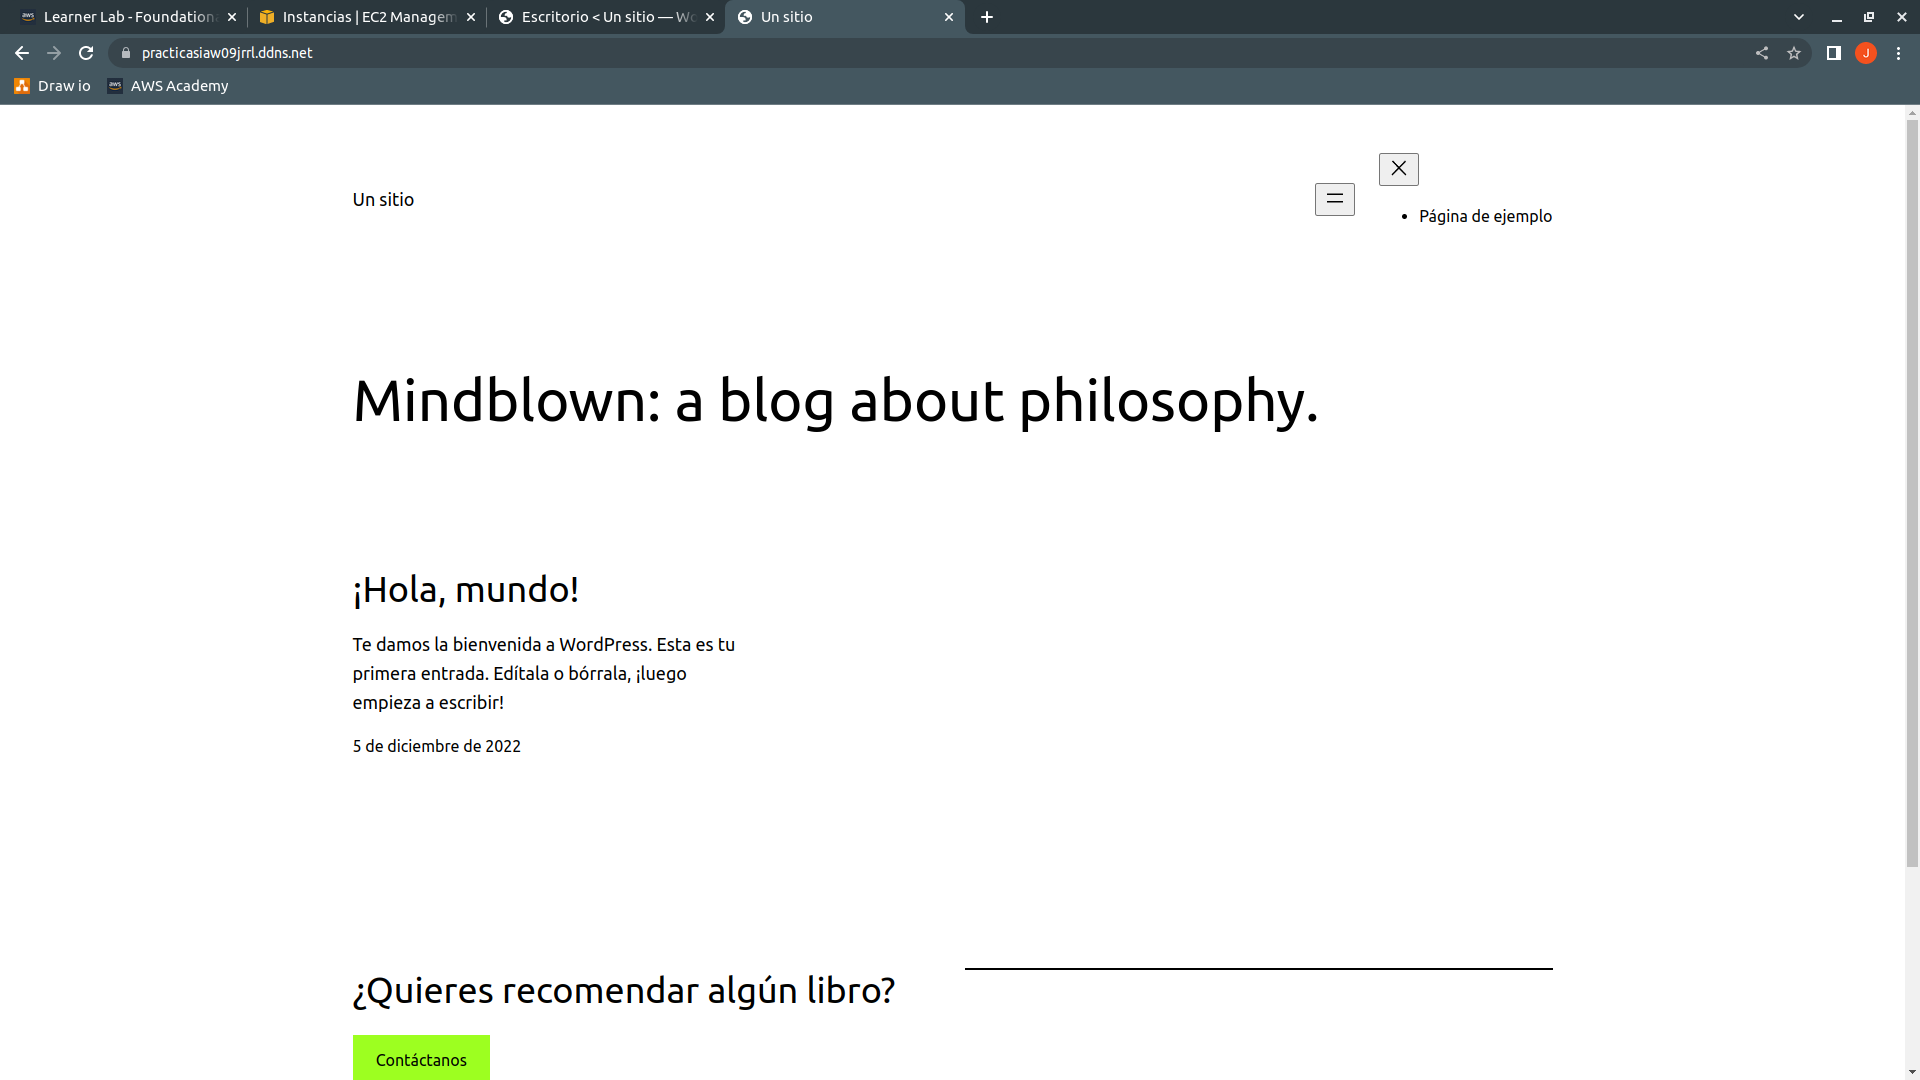 Learner Lab - Foundation
Instancias | EC2 Managem
Escritorio < Un sitio — Wo
Un sitio
practicasiaw09jrrl.ddns.net
J
Draw io
aws
AWS Academy
Un sitio
Página de ejemplo
Mindblown: a blog about philosophy.
¡Hola, mundo!
Te damos la bienvenida a WordPress. Esta es tu
primera entrada. Edítala o bórrala, ¡luego
empieza a escribir!
5 de diciembre de 2022
¿Quieres recomendar algún libro?
Contáctanos